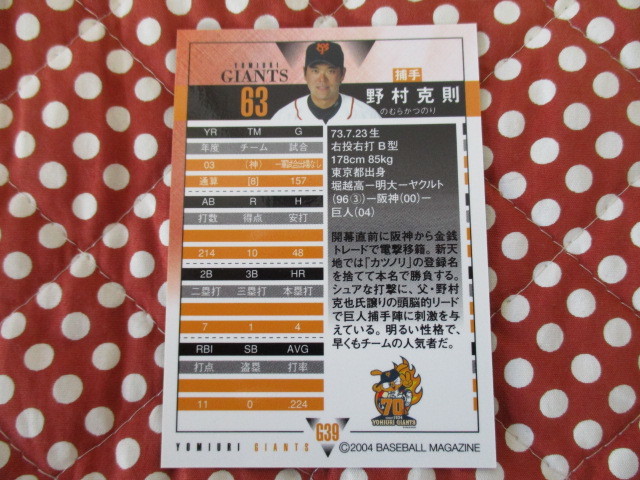 YOMIURI
GIANTS
63
捕手
野村克則
のむらかつのり
YR TM G
年度 チーム 試合
03 (神) 一軍試合出場なし
通算 [8] 157
AB R H
打数 得点 安打
214 10 48
2B 3B HR
二塁打 三塁打 本塁打
7 1 4
RBI SB AVG
打点 盗塁 打率
11 0 .224
73.7.23生
右投右打 B型
178cm 85kg
東京都出身
堀越高ー明大ーヤクルト
(96③)ー阪神(00)ー
巨人(04)
開幕直前に阪神から金銭
トレードで電撃移籍。新天
地では「カツノリ」の登録名
を捨てて本名で勝負する。
シュアな打撃に、父・野村
克也氏譲りの頭脳的リード
で巨人捕手陣に刺激を与
えている。明るい性格で、
早くもチームの人気者だ。
70
YOMIURI GIANTS
639
YOMIURI GIANTS
©2004 BASEBALL MAGAZINE